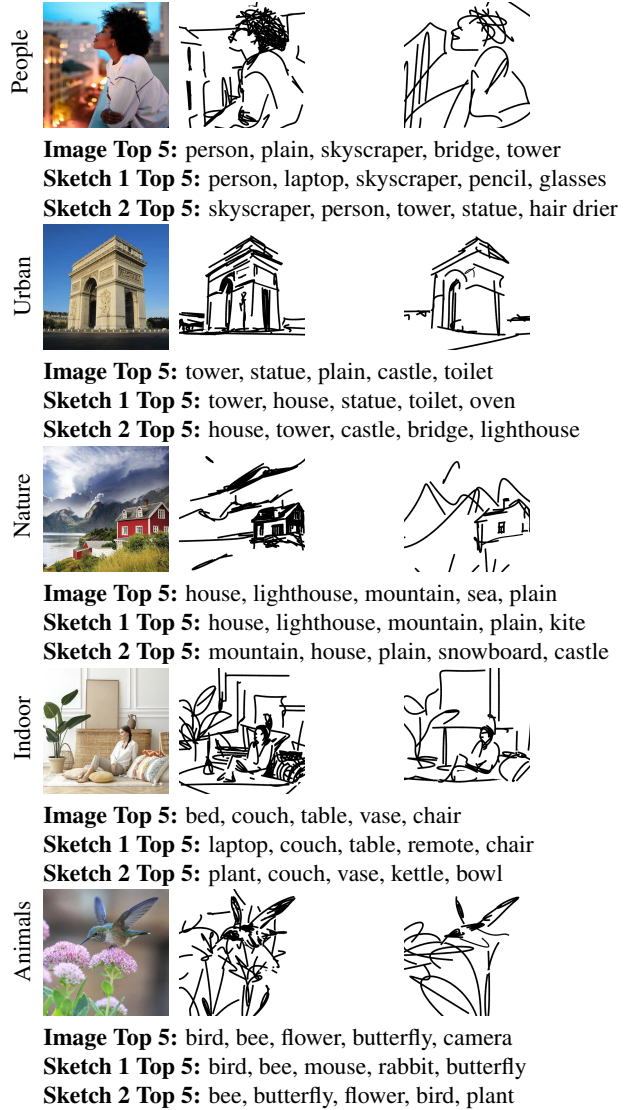 People
Image Top 5: person, plain, skyscraper, bridge, tower
Sketch 1 Top 5: person, laptop, skyscraper, pencil, glasses
Sketch 2 Top 5: skyscraper, person, tower, statue, hair drier
Urban
Image Top 5: tower, statue, plain, castle, toilet
Sketch 1 Top 5: tower, house, statue, toilet, oven
Sketch 2 Top 5: house, tower, castle, bridge, lighthouse
Nature
Image Top 5: house, lighthouse, mountain, sea, plain
Sketch 1 Top 5: house, lighthouse, mountain, plain, kite
Sketch 2 Top 5: mountain, house, plain, snowboard, castle
Indoor
Image Top 5: bed, couch, table, vase, chair
Sketch 1 Top 5: laptop, couch, table, remote, chair
Sketch 2 Top 5: plant, couch, vase, kettle, bowl
Animals
Image Top 5: bird, bee, flower, butterfly, camera
Sketch 1 Top 5: bird, bee, mouse, rabbit, butterfly
Sketch 2 Top 5: bee, butterfly, flower, bird, plant